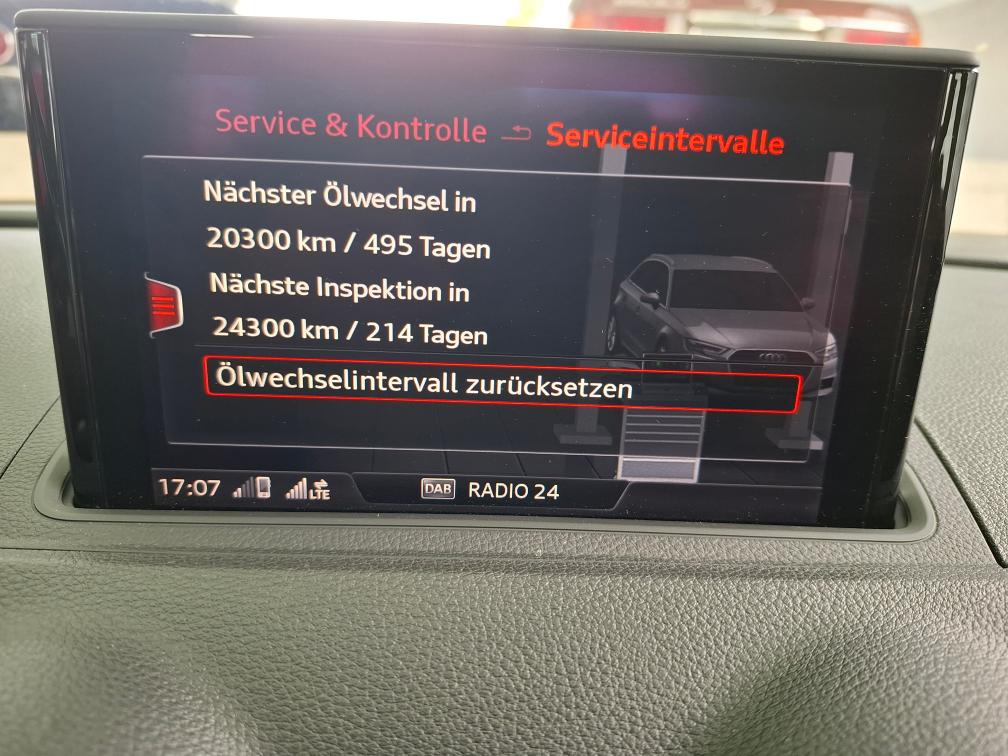 Service & Kontrolle Serviceintervalle
Nächster Ölwechsel in
20300 km / 495 Tagen
Nächste Inspektion in
24300 km / 214 Tagen
Ölwechselintervall zurücksetzen
17:07 LTE DAB RADIO 24